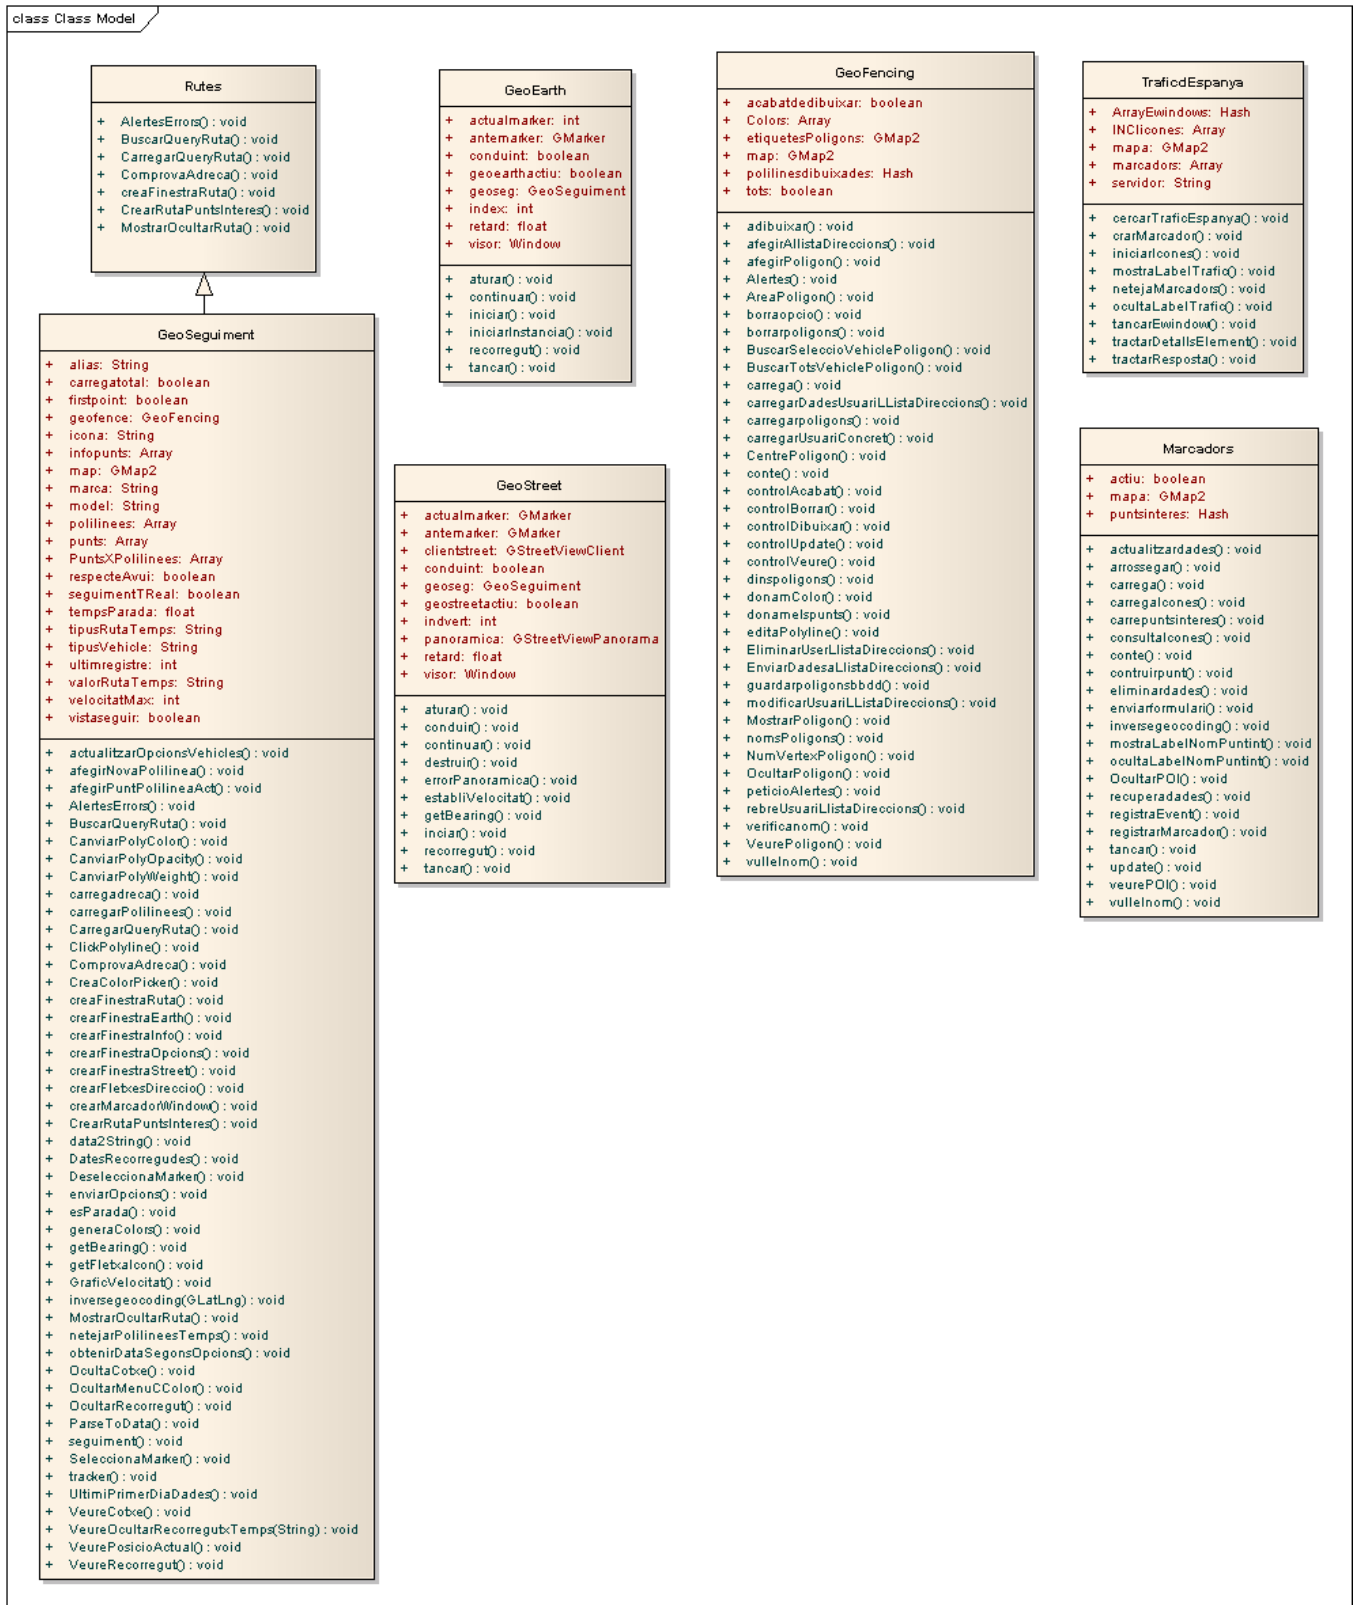 class Class Model
Rutes
+ AlertesErrors() : void
+ BuscarQueryRuta() : void
+ CarregarQueryRuta() : void
+ ComprovaAdreca() : void
+ creaFinestraRuta() : void
+ CrearRutaPuntsInteres() : void
+ MostrarOcultarRuta() : void
GeoSeguiment
+ alias: String
+ carregatotal: boolean
+ firstpoint: boolean
+ geofence: GeoFencing
+ icona: String
+ infopunts: Array
+ map: GMap2
+ marca: String
+ model: String
+ polilinees: Array
+ punts: Array
+ PuntsXPolilinees: Array
+ respecteAvui: boolean
+ seguimentTReal: boolean
+ tempsParada: float
+ tipusRutaTemps: String
+ tipusVehicle: String
+ ultimregistre: int
+ valorRutaTemps: String
+ velocitatMax: int
+ vistaseguir: boolean
+ actualitzarOpcionsVehicles() : void
+ afegirNovaPolilinea() : void
+ afegirPuntPolilineaAct() : void
+ AlertesErrors() : void
+ BuscarQueryRuta() : void
+ CanviarPolyColor() : void
+ CanviarPolyOpacity() : void
+ CanviarPolyWeight() : void
+ carregadreca() : void
+ carregarPolilinees() : void
+ CarregarQueryRuta() : void
+ ClickPolyline() : void
+ ComprovaAdreca() : void
+ CreaColorPicker() : void
+ creaFinestraRuta() : void
+ crearFinestraEarth() : void
+ crearFinestraInfo() : void
+ crearFinestraOpcions() : void
+ crearFinestraStreet() : void
+ crearFletxesDireccio() : void
+ crearMarcadorWindow() : void
+ CrearRutaPuntsInteres() : void
+ data2String() : void
+ DatesRecorregudes() : void
+ DeseleccionaMarker() : void
+ enviarOpcions() : void
+ esParada() : void
+ generaColors() : void
+ getBearing() : void
+ getFletxaIcon() : void
+ GraficVelocitat() : void
+ inversegeocoding(GLatLng) : void
+ MostrarOcultarRuta() : void
+ netejarPolilineesTemps() : void
+ obtenirDataSegonsOpcions() : void
+ OcultaCotxe() : void
+ OcultarMenuCColor() : void
+ OcultarRecorregut() : void
+ ParseToData() : void
+ seguiment() : void
+ SeleccionaMarker() : void
+ tracker() : void
+ UltimiPrimerDiaDades() : void
+ VeureCotxe() : void
+ VeureOcultarRecorregutxTemps(String) : void
+ VeurePosicioActual() : void
+ VeureRecorregut() : void
GeoEarth
+ actualmarker: int
+ antemarker: GMarker
+ conduint: boolean
+ geoearthactiu: boolean
+ geoseg: GeoSeguiment
+ index: int
+ retard: float
+ visor: Window
+ aturar() : void
+ continuar() : void
+ iniciar() : void
+ iniciarInstancia() : void
+ recorregut() : void
+ tancar() : void
GeoStreet
+ actualmarker: GMarker
+ antemarker: GMarker
+ clientstreet: GStreetViewClient
+ conduint: boolean
+ geoseg: GeoSeguiment
+ geostreetactiu: boolean
+ indvert: int
+ panoramica: GStreetViewPanorama
+ retard: float
+ visor: Window
+ aturar() : void
+ conduir() : void
+ continuar() : void
+ destruir() : void
+ errorPanoramica() : void
+ establiVelocitat() : void
+ getBearing() : void
+ inciar() : void
+ recorregut() : void
+ tancar() : void
GeoFencing
+ acabatdedibuixar: boolean
+ Colors: Array
+ etiquetesPoligons: GMap2
+ map: GMap2
+ polilinesdibuixades: Hash
+ tots: boolean
+ adibuixar() : void
+ afegirAllistaDireccions() : void
+ afegirPoligon() : void
+ Alertes() : void
+ AreaPoligon() : void
+ borraopcio() : void
+ borrarpoligons() : void
+ BuscarSeleccioVehiclePoligon() : void
+ BuscarTotsVehiclePoligon() : void
+ carrega() : void
+ carregarDadesUsuariLListaDireccions() : void
+ carregarpoligons() : void
+ carregarUsuariConcret() : void
+ CentrePoligon() : void
+ conte() : void
+ controlAcabat() : void
+ controlBorrar() : void
+ controlDibuixar() : void
+ controlUpdate() : void
+ controlVeure() : void
+ dinspoligons() : void
+ donamColor() : void
+ donamelspunts() : void
+ editaPolyline() : void
+ EliminarUserLlistaDireccions() : void
+ EnviarDadesaLlistaDireccions() : void
+ guardarpoligonsbbdd() : void
+ modificarUsuariLListaDireccions() : void
+ MostrarPoligon() : void
+ nomsPoligons() : void
+ NumVertexPoligon() : void
+ OcultarPoligon() : void
+ peticioAlertes() : void
+ rebreUsuariLlistaDireccions() : void
+ verificanom() : void
+ VeurePoligon() : void
+ vullelnom() : void
TraficdEspanya
+ ArrayEwindows: Hash
+ INClicones: Array
+ mapa: GMap2
+ marcadors: Array
+ servidor: String
+ cercarTraficEspanya() : void
+ crarMarcador() : void
+ iniciarIcones() : void
+ mostraLabelTrafic() : void
+ netejaMarcadors() : void
+ ocultaLabelTrafic() : void
+ tancarEwindow() : void
+ tractarDetallsElement() : void
+ tractarResposta() : void
Marcadors
+ actiu: boolean
+ mapa: GMap2
+ puntsinteres: Hash
+ actualitzardades() : void
+ arrossegar() : void
+ carrega() : void
+ carregaIcones() : void
+ carrepuntsinteres() : void
+ consultaIcones() : void
+ conte() : void
+ contruirpunt() : void
+ eliminardades() : void
+ enviarformulari() : void
+ inversegeocoding() : void
+ mostraLabelNomPuntint() : void
+ ocultaLabelNomPuntint() : void
+ OcultarPOI() : void
+ recuperadades() : void
+ registraEvent() : void
+ registrarMarcador() : void
+ tancar() : void
+ update() : void
+ veurePOI() : void
+ vullelnom() : void